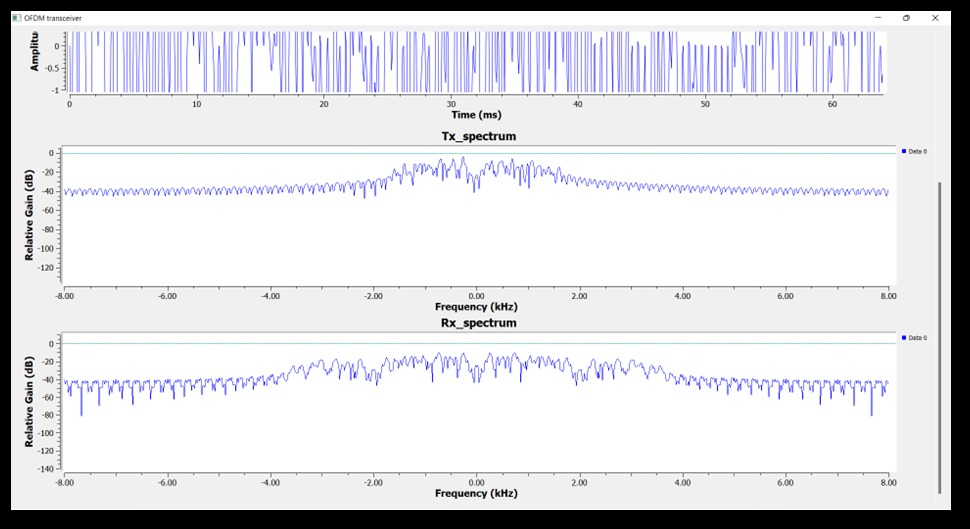 OFDM transceiver
Amplitu
0
-0.5
-1
0 10 20 30 40 50 60
Time (ms)
Tx_spectrum
Data 0
Relative Gain (dB)
0
-20
-40
-60
-80
-100
-120
-8.00 -6.00 -4.00 -2.00 0.00 2.00 4.00 6.00 8.00
Frequency (kHz)
Rx_spectrum
Data 0
Relative Gain (dB)
0
-20
-40
-60
-80
-100
-120
-140
-8.00 -6.00 -4.00 -2.00 0.00 2.00 4.00 6.00 8.00
Frequency (kHz)